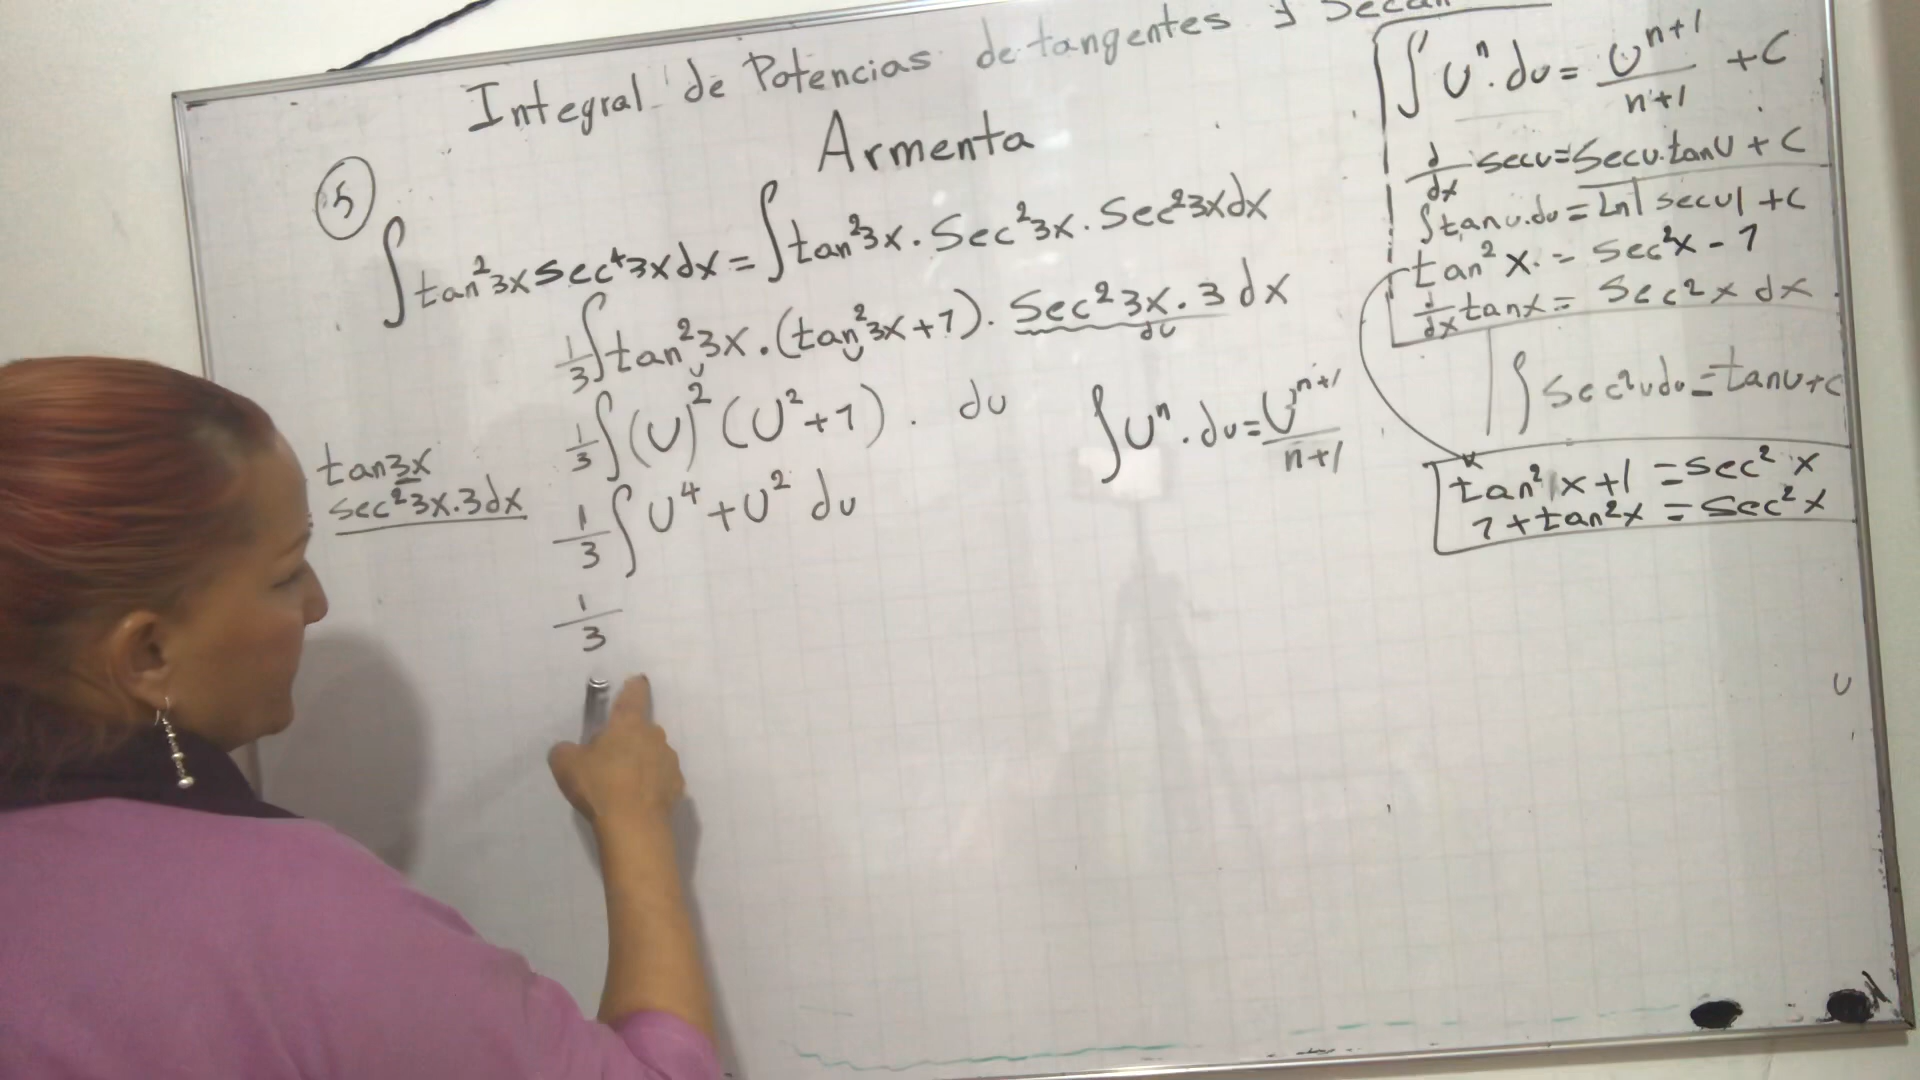 Integral de Potencias de tangentes y Secan
Armenta
5
∫tan²3x sec⁴3x dx = ∫tan²3x · Sec²3x · Sec²3x dx
1/3 ∫tan²3x · (tan²3x + 1) · Sec²3x · 3 dx
u u du
1/3 ∫(U)² (U² + 1) · du
∫Uⁿ · du = Uⁿ⁺¹/n+1
tan3x
sec²3x · 3dx
1/3 ∫U⁴ + U² du
1/3
∫Uⁿ · du = Uⁿ⁺¹/n+1 + C
d/dx secu = Secu · tanU + C
∫tanu · du = Ln|secu| + C
tan²x = Sec²x - 1
d/dx tanx = Sec²x dx
∫Sec²u du = tanu + C
tan²x + 1 = sec²x
1 + tan²x = Sec²x
U